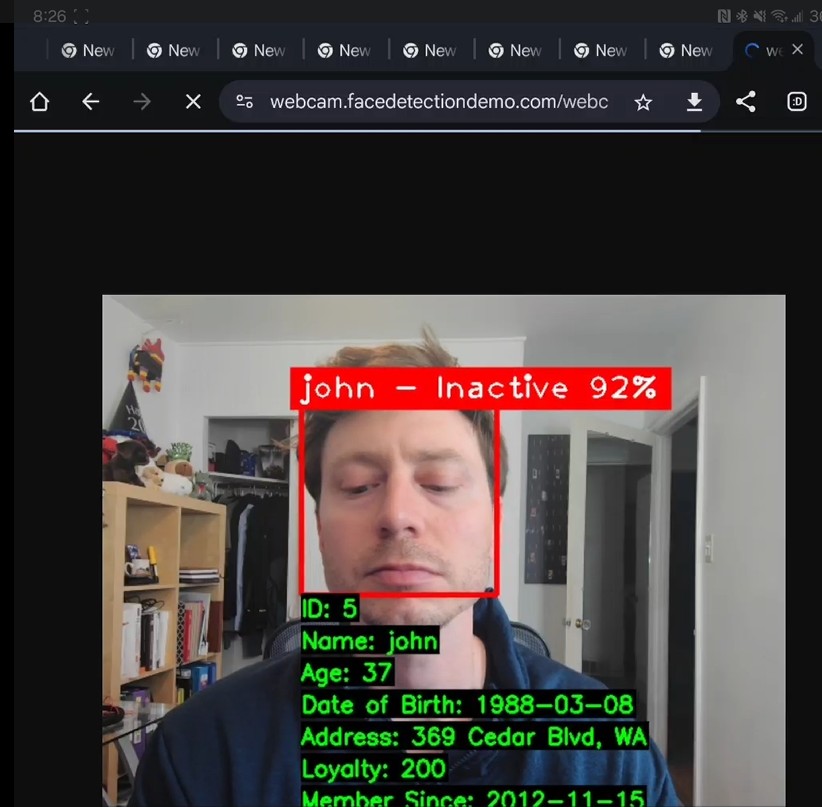 8:26
New
New
New
New
New
New
New
New
we
webcam.facedetectiondemo.com/webc
john - Inactive 92%
ID: 5
Name: john
Age: 37
Date of Birth: 1988-03-08
Address: 369 Cedar Blvd, WA
Loyalty: 200
Member Since: 2012-11-15